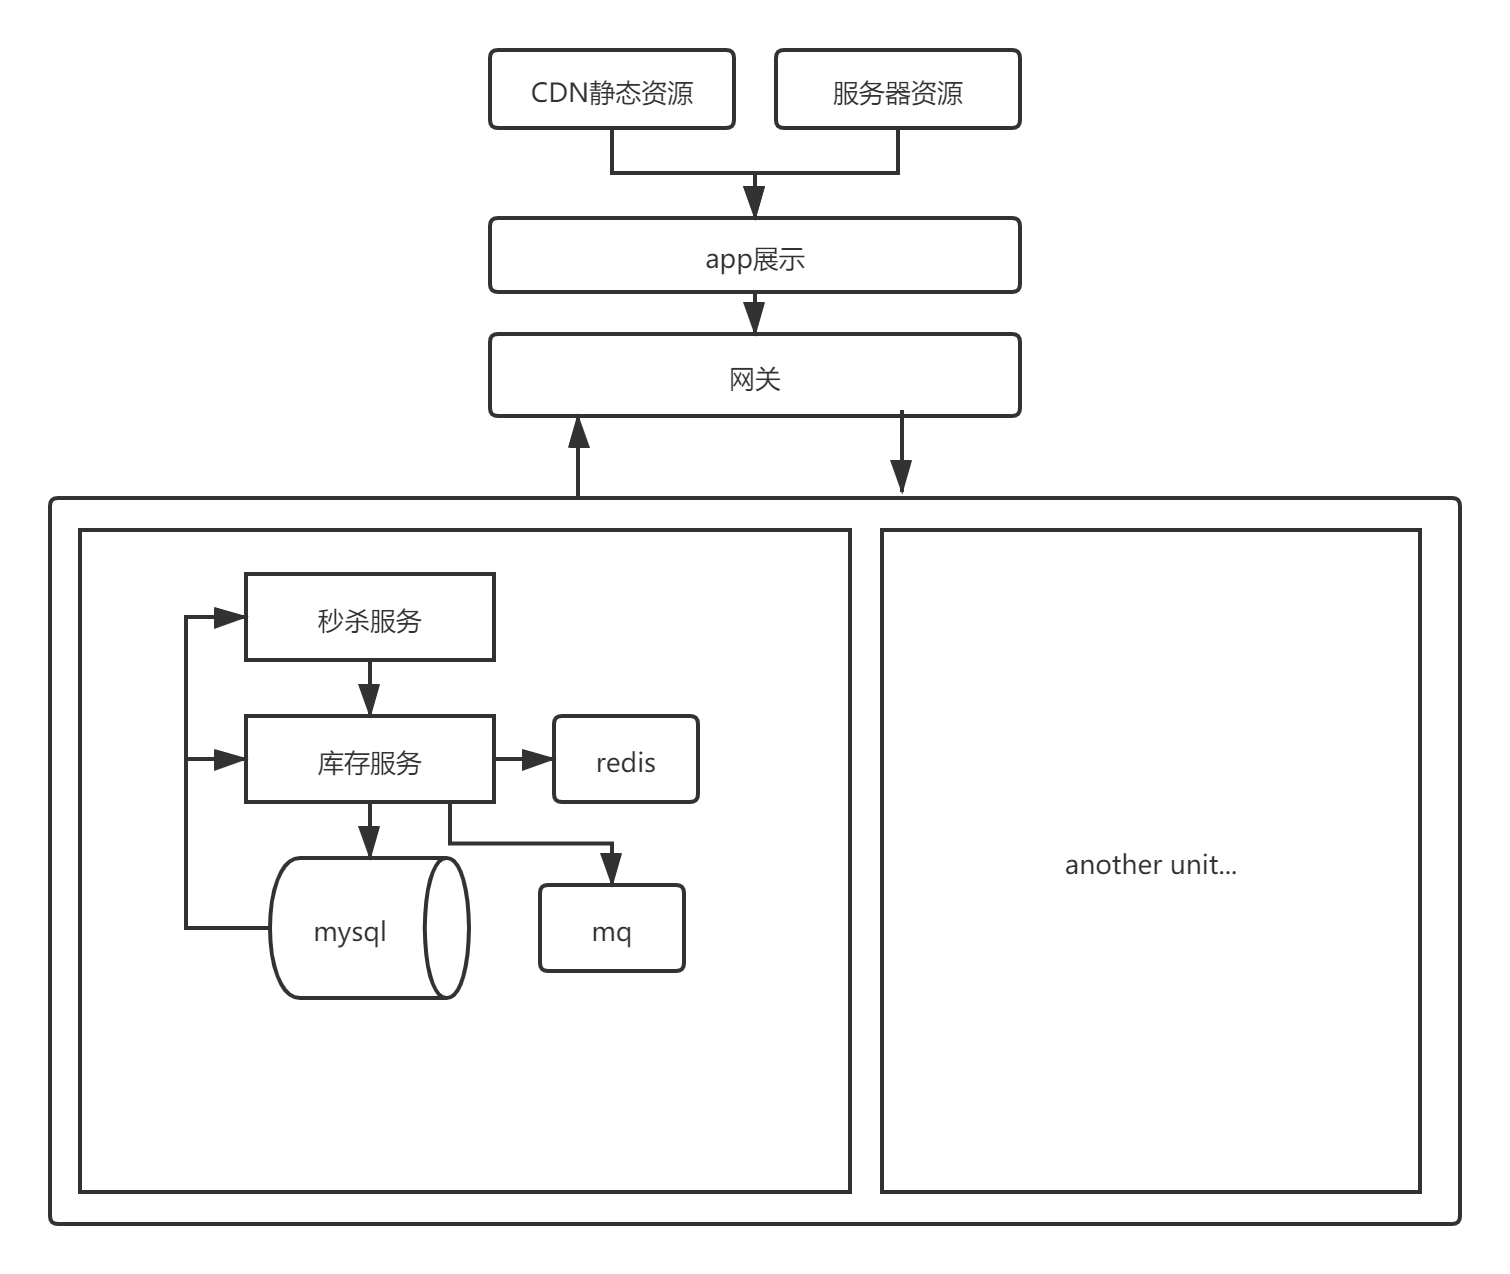 CDN静态资源
服务器资源
app展示
网关
秒杀服务
库存服务
redis
mysql
mq
another unit...